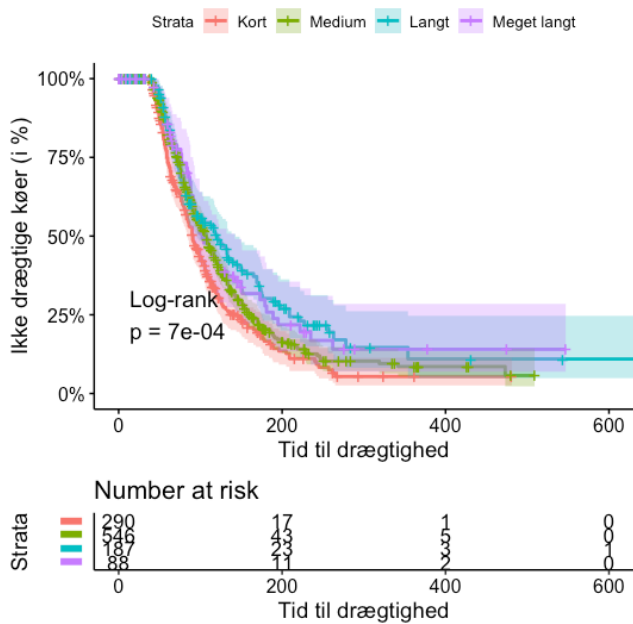 Strata Kort Medium Langt Meget langt
100%
75%
50%
25%
0%
Ikke drægtige køer (i %)
Log-rank
p = 7e-04
0 200 400 600
Tid til drægtighed
Number at risk
Strata
290 17 1 0
546 43 5 0
187 23 3 1
88 11 2 0
0 200 400 600
Tid til drægtighed